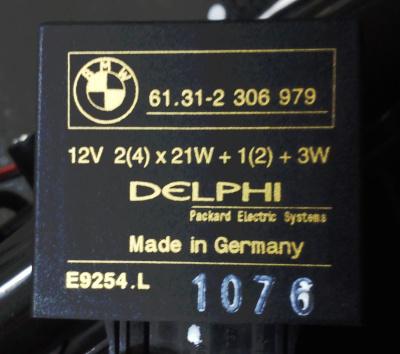 BMW
61.31-2 306 979
12V 2(4) x 21W + 1(2) + 3W
DELPHI
Packard Electric Systems
Made in Germany
E9254.L
1076